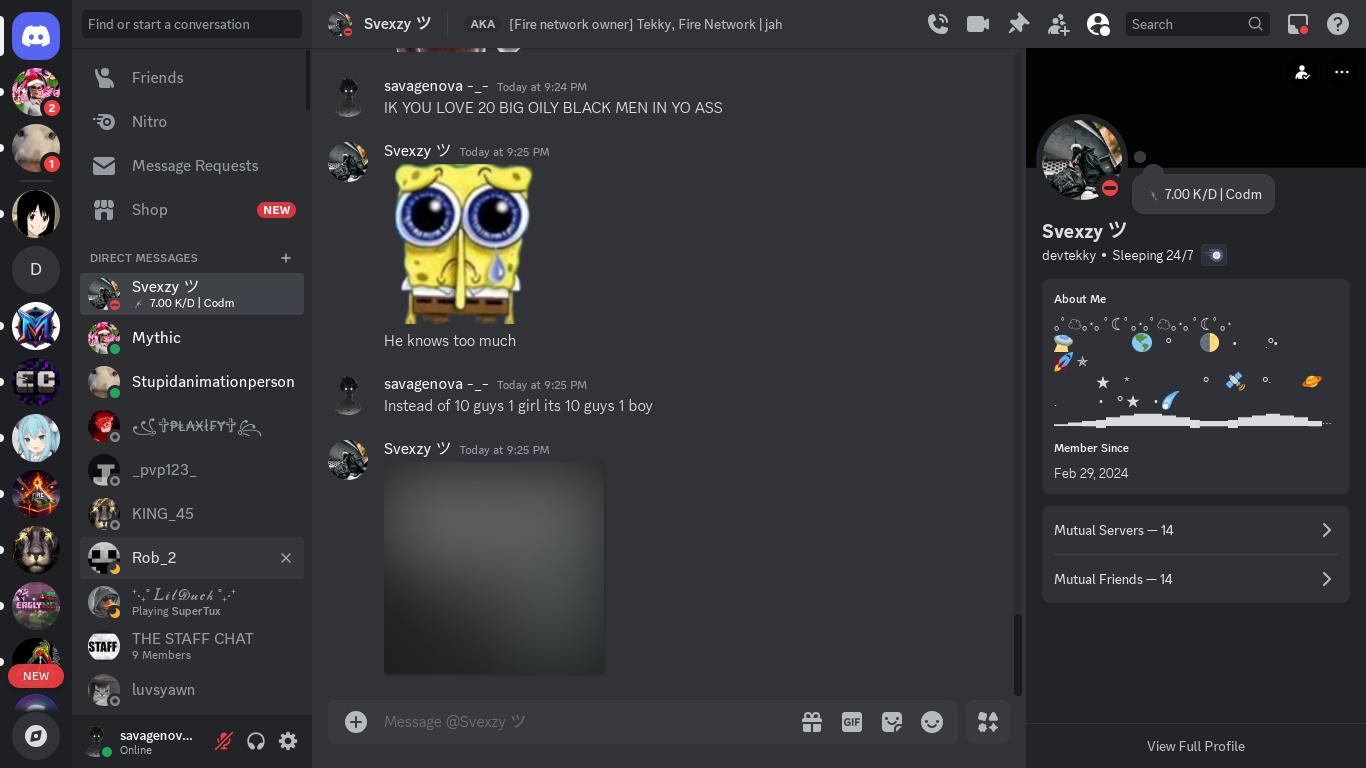 Find or start a conversation
Friends
Nitro
Message Requests
Shop
NEW
DIRECT MESSAGES
Svexzy ツ
7.00 K/D | Codm
Mythic
Stupidanimationperson
_pvp123_
KING_45
Rob_2
Playing SuperTux
THE STAFF CHAT
9 Members
luvsyawn
savagenov...
Online
2
1
D
EC
NEW
STAFF
Svexzy ツ
AKA [Fire network owner] Tekky, Fire Network | jah
Search
savagenova -_- Today at 9:24 PM
IK YOU LOVE 20 BIG OILY BLACK MEN IN YO ASS
Svexzy ツ Today at 9:25 PM
He knows too much
savagenova -_- Today at 9:25 PM
Instead of 10 guys 1 girl its 10 guys 1 boy
Svexzy ツ Today at 9:25 PM
Message @Svexzy ツ
GIF
7.00 K/D | Codm
Svexzy ツ
devtekky • Sleeping 24/7
About Me
Member Since
Feb 29, 2024
Mutual Servers — 14
Mutual Friends — 14
View Full Profile